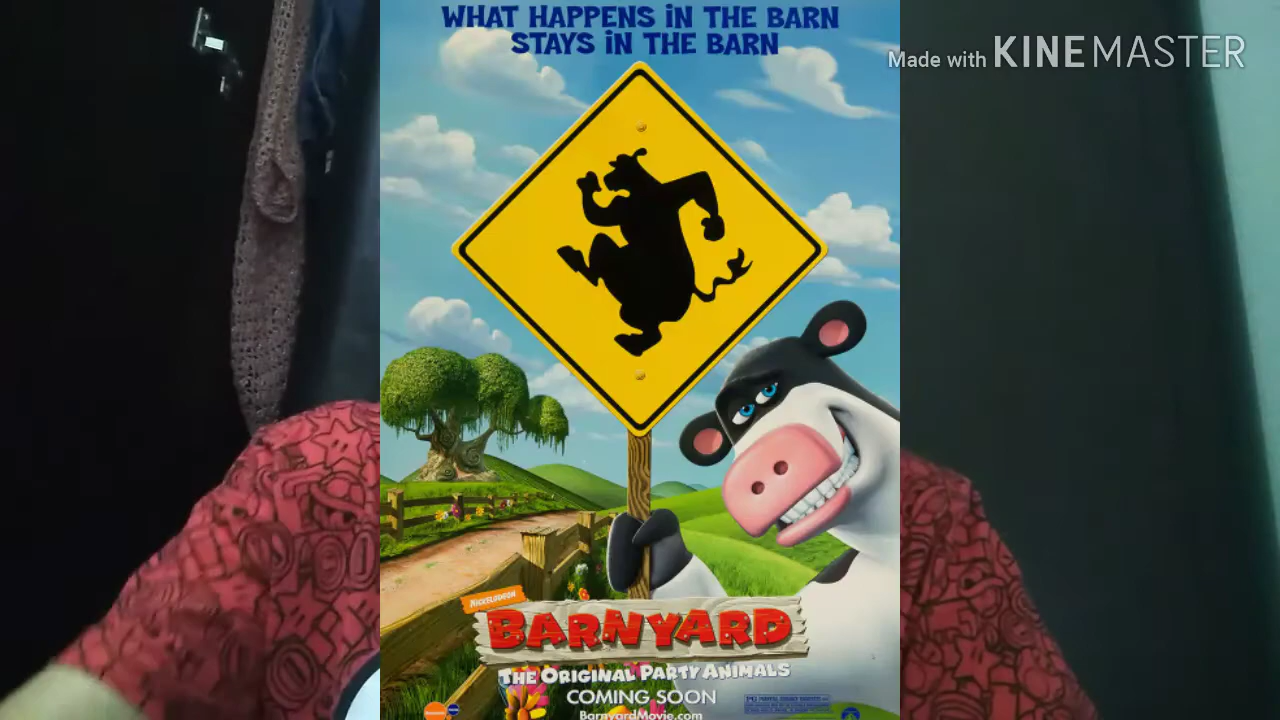 WHAT HAPPENS iN THE BARN
STAYS iN THE BARN
Made with KINEMASTER
NICKELODEON
BARNYARD
THE ORIGINAL PARTY ANIMALS
COMING SOON
BarnyardMovie.com
PG